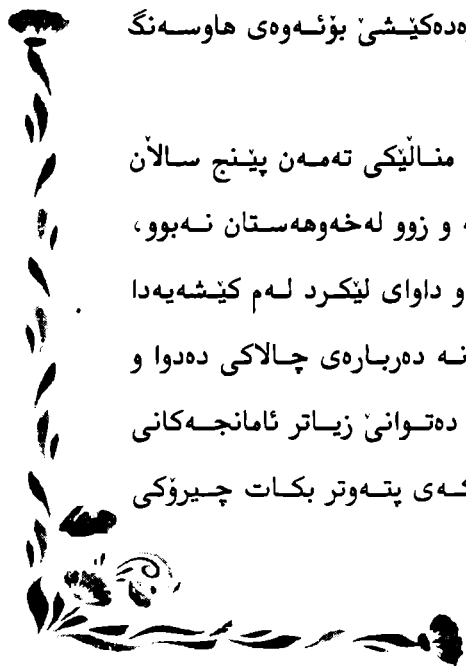 ەدەکێشێ بۆئەوەی هاوسەنگ
مناڵێکی تەمەن پێنج ساڵان
و زوو لەخەوهەستان نەبوو،
و داوای لێکرد لەم کێشەیەدا
نە دەربارەی چالاکی دەدوا و
دەتوانێ زیاتر ئامانجەکانی
کەی پتەوتر بکات چیرۆکی